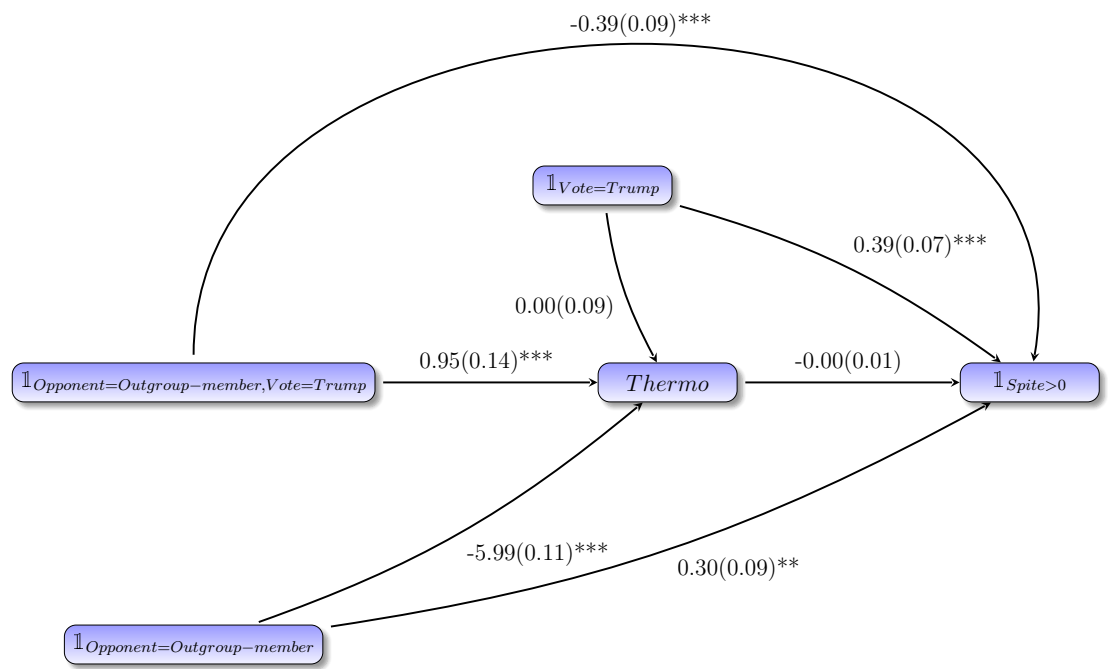 -0.39(0.09)***
𝟙Vote=Trump
0.39(0.07)***
0.00(0.09)
𝟙Opponent=Outgroup−member,Vote=Trump
0.95(0.14)***
Thermo
-0.00(0.01)
𝟙Spite>0
-5.99(0.11)***
0.30(0.09)**
𝟙Opponent=Outgroup−member